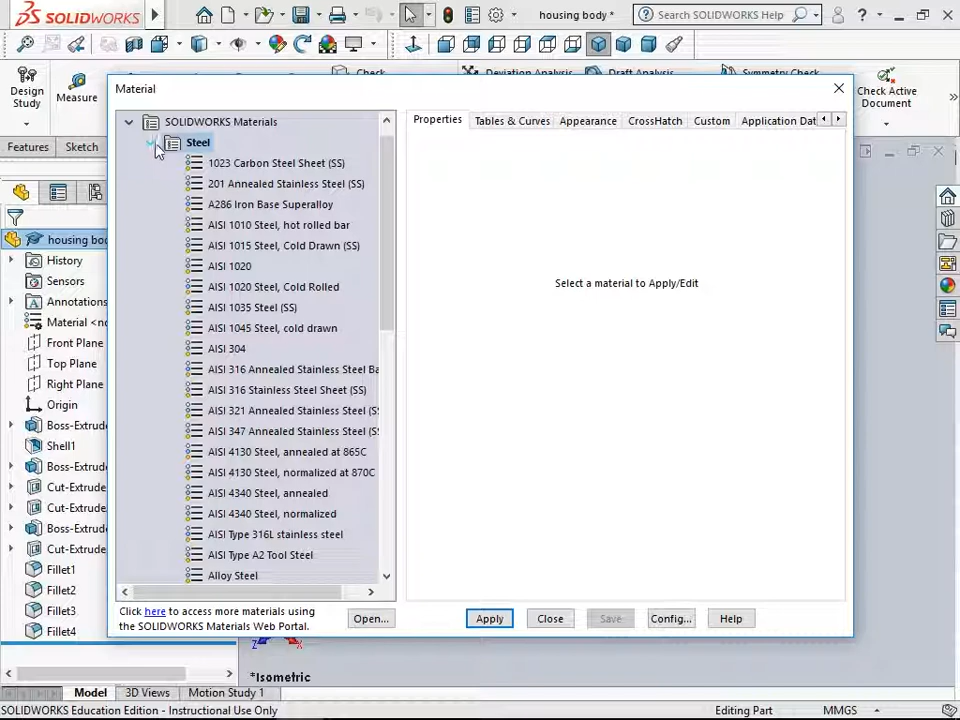 SOLIDWORKS
housing body *
Search SOLIDWORKS Help
Design Study
Measure
Check
Deviation Analysis
Draft Analysis
Symmetry Check
Check Active Document
Features
Sketch
Material
SOLIDWORKS Materials
Steel
1023 Carbon Steel Sheet (SS)
201 Annealed Stainless Steel (SS)
A286 Iron Base Superalloy
AISI 1010 Steel, hot rolled bar
AISI 1015 Steel, Cold Drawn (SS)
AISI 1020
AISI 1020 Steel, Cold Rolled
AISI 1035 Steel (SS)
AISI 1045 Steel, cold drawn
AISI 304
AISI 316 Annealed Stainless Steel Ba
AISI 316 Stainless Steel Sheet (SS)
AISI 321 Annealed Stainless Steel (S
AISI 347 Annealed Stainless Steel (S
AISI 4130 Steel, annealed at 865C
AISI 4130 Steel, normalized at 870C
AISI 4340 Steel, annealed
AISI 4340 Steel, normalized
AISI Type 316L stainless steel
AISI Type A2 Tool Steel
Alloy Steel
Properties
Tables & Curves
Appearance
CrossHatch
Custom
Application Dat
Select a material to Apply/Edit
Click here to access more materials using
the SOLIDWORKS Materials Web Portal.
Open...
Apply
Close
Save
Config...
Help
housing bod
History
Sensors
Annotations
Material <no
Front Plane
Top Plane
Right Plane
Origin
Boss-Extrude
Shell1
Boss-Extrude
Cut-Extrude
Cut-Extrude
Boss-Extrude
Cut-Extrude
Fillet1
Fillet2
Fillet3
Fillet4
Z
X
*Isometric
Model
3D Views
Motion Study 1
SOLIDWORKS Education Edition - Instructional Use Only
Editing Part
MMGS